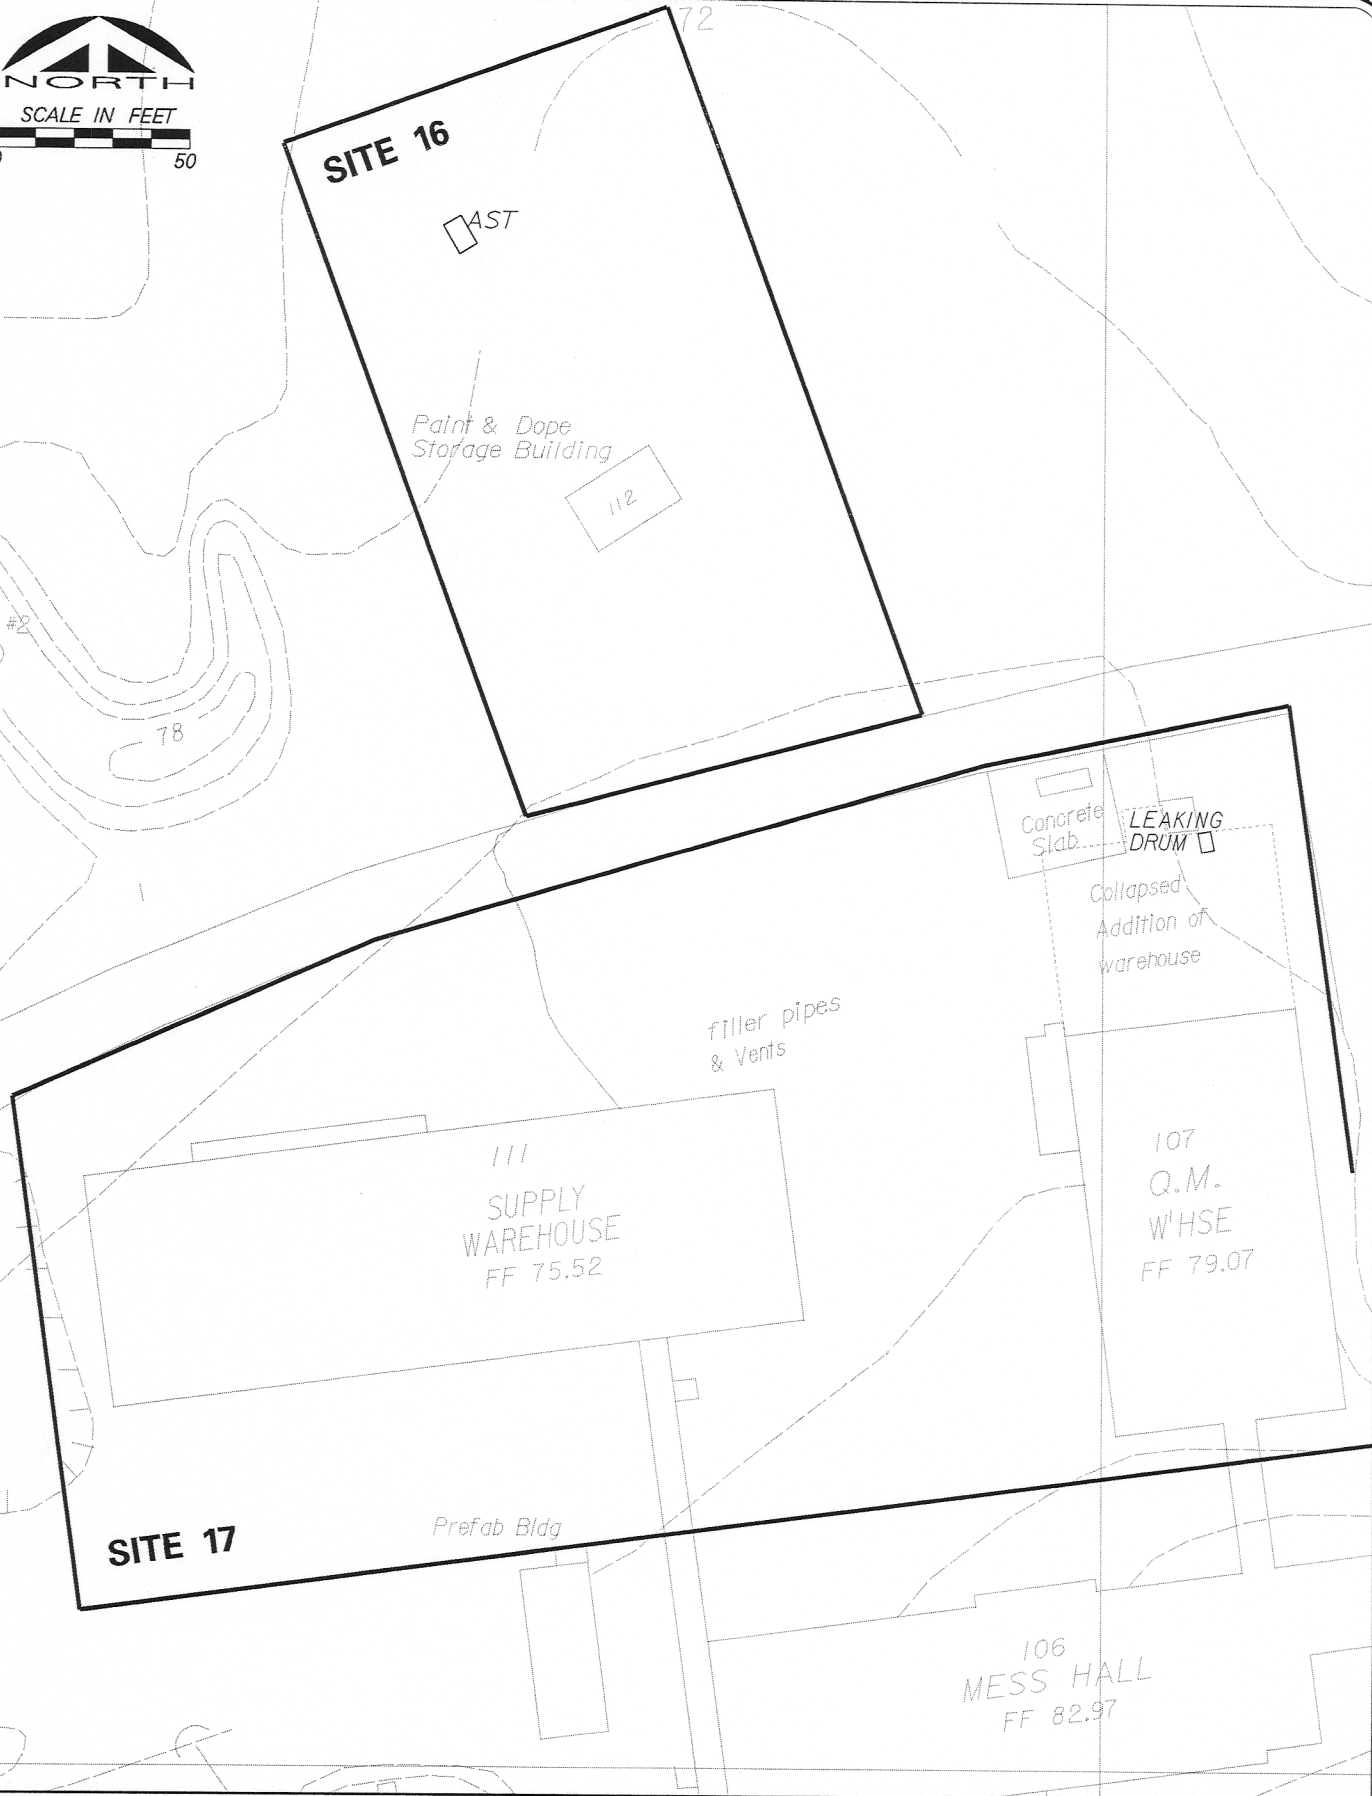 72
NORTH
SCALE IN FEET
50
SITE 16
AST
Paint & Dope
Storage Building
112
#2
78
Concrete
Slab
LEAKING
DRUM
Collapsed
Addition of
warehouse
filler pipes
& Vents
111
SUPPLY
WAREHOUSE
FF 75.52
107
Q.M.
W'HSE
FF 79.07
SITE 17
Prefab Bldg
106
MESS HALL
FF 82.97